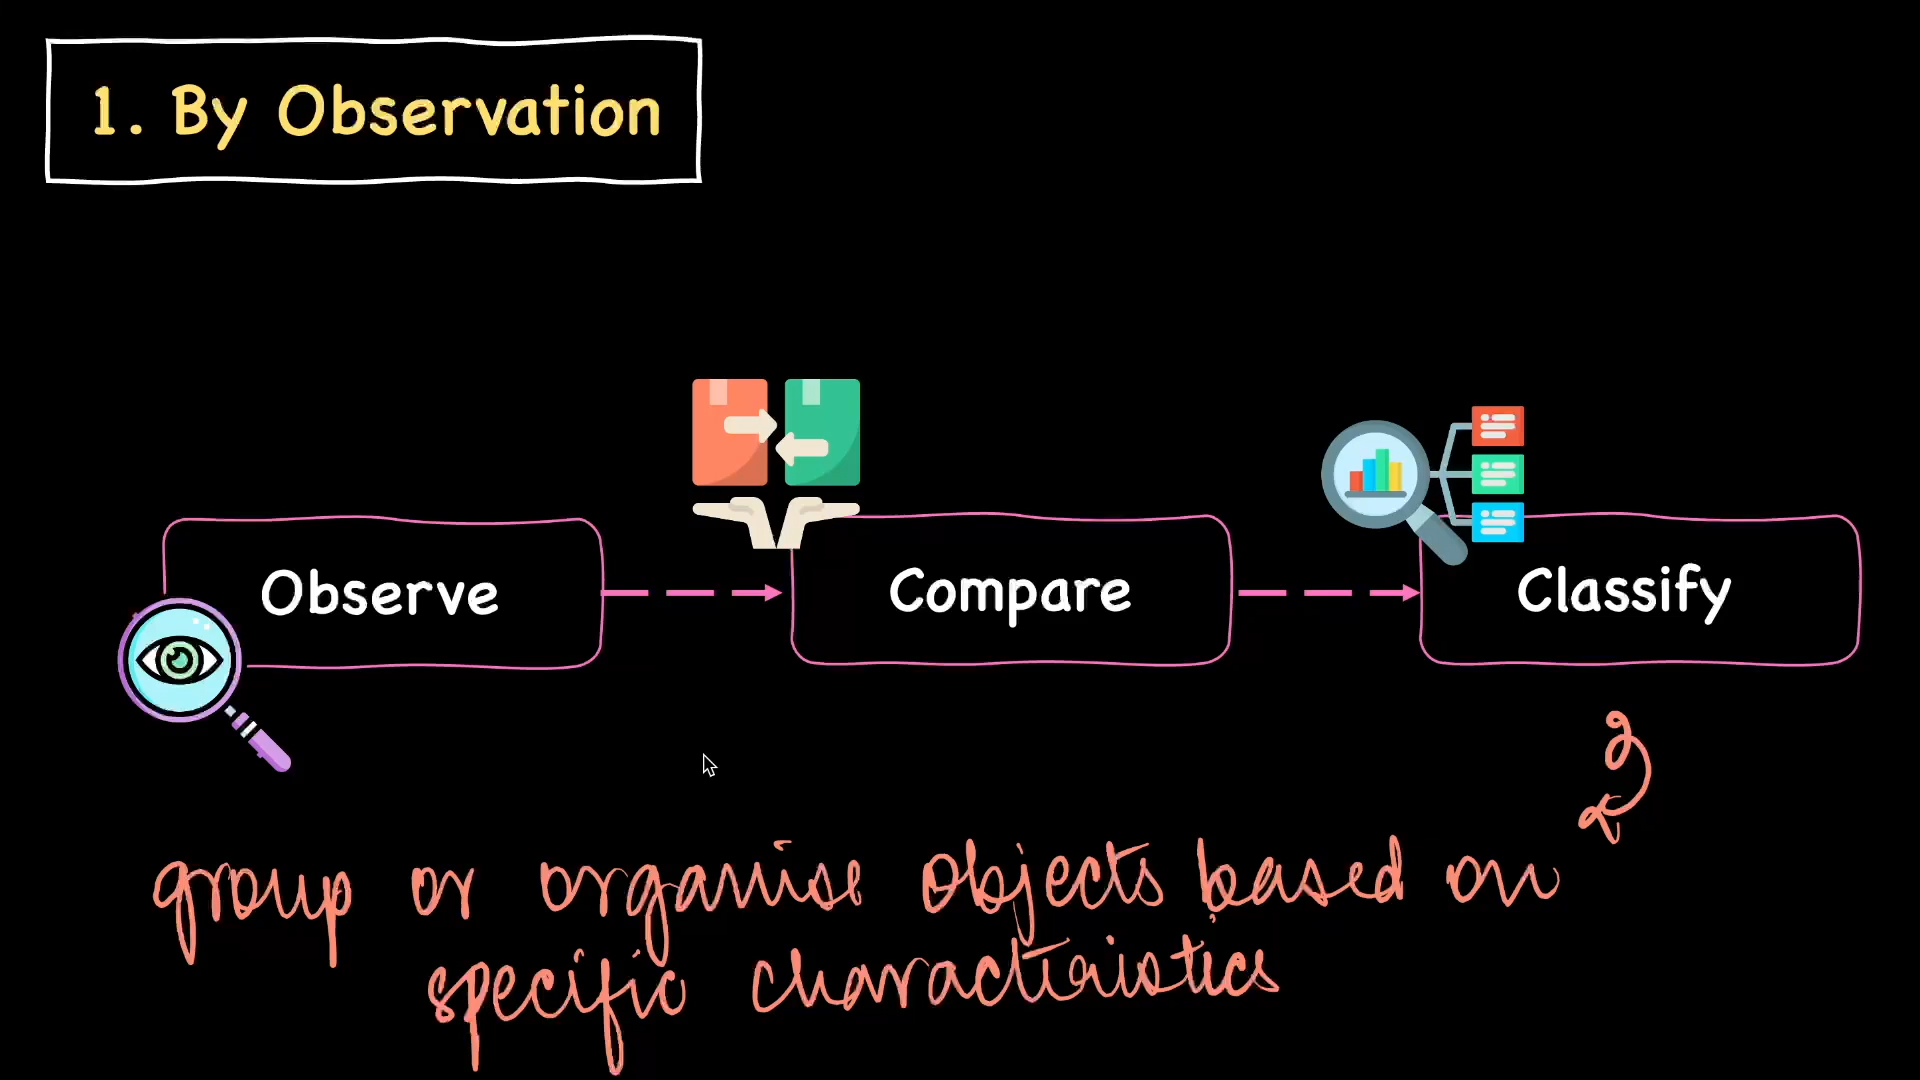 1. By Observation
Observe
Compare
Classify
group or organise objects based on
specific characteristics